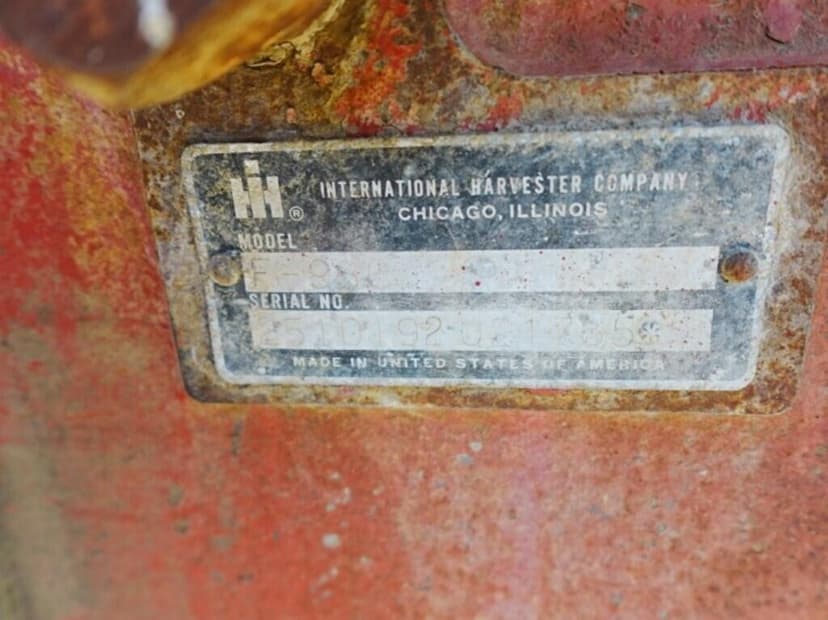 IH®
INTERNATIONAL HARVESTER COMPANY
CHICAGO, ILLINOIS
MODEL
SERIAL NO.
MADE IN UNITED STATES OF AMERICA